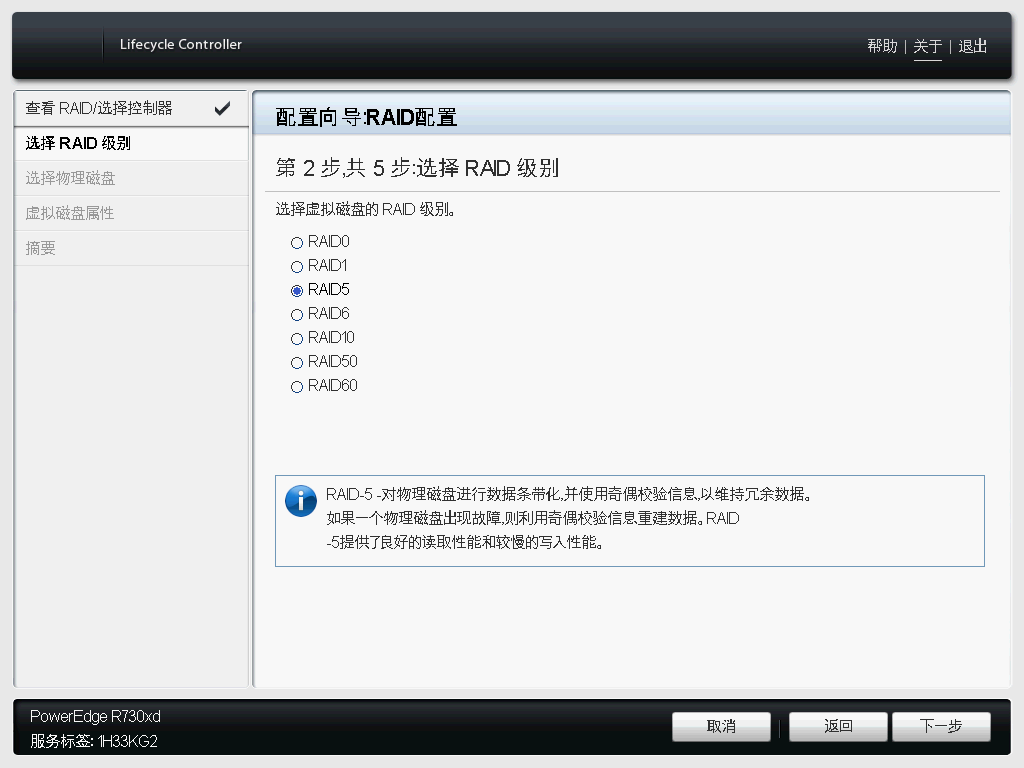 Lifecycle Controller
帮助 | 关于 | 退出
查看 RAID/选择控制器
选择 RAID 级别
选择物理磁盘
虚拟磁盘属性
摘要
配置向导:RAID配置
第 2 步,共 5 步:选择 RAID 级别
选择虚拟磁盘的 RAID 级别。
RAID0
RAID1
RAID5
RAID6
RAID10
RAID50
RAID60
RAID-5 -对物理磁盘进行数据条带化,并使用奇偶校验信息,以维持冗余数据。
如果一个物理磁盘出现故障,则利用奇偶校验信息重建数据。RAID
-5提供了良好的读取性能和较慢的写入性能。
PowerEdge R730xd
服务标签: 1H33KG2
取消
返回
下一步